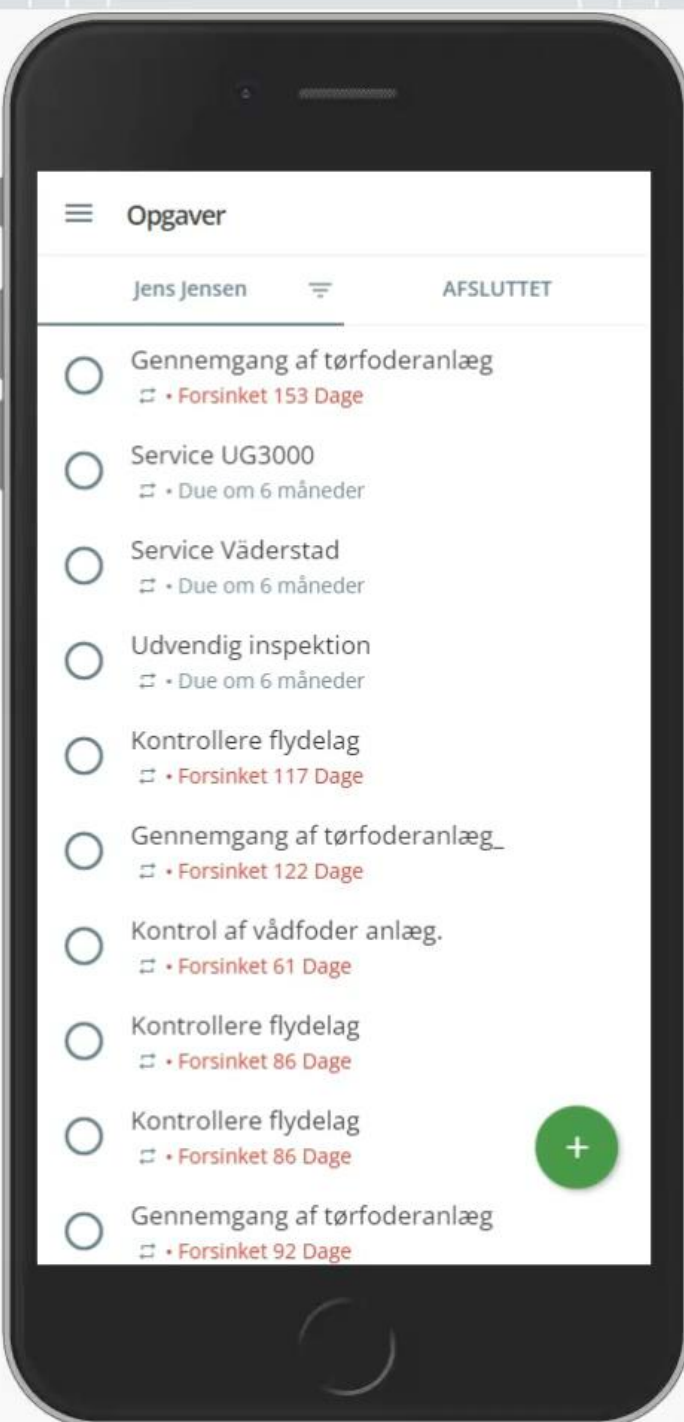 Opgaver
Jens Jensen AFSLUTTET
Gennemgang af tørfoderanlæg
• Forsinket 153 Dage
Service UG3000
• Due om 6 måneder
Service Väderstad
• Due om 6 måneder
Udvendig inspektion
• Due om 6 måneder
Kontrollere flydelag
• Forsinket 117 Dage
Gennemgang af tørfoderanlæg_
• Forsinket 122 Dage
Kontrol af vådfoder anlæg.
• Forsinket 61 Dage
Kontrollere flydelag
• Forsinket 86 Dage
Kontrollere flydelag
• Forsinket 86 Dage
+
Gennemgang af tørfoderanlæg
• Forsinket 92 Dage